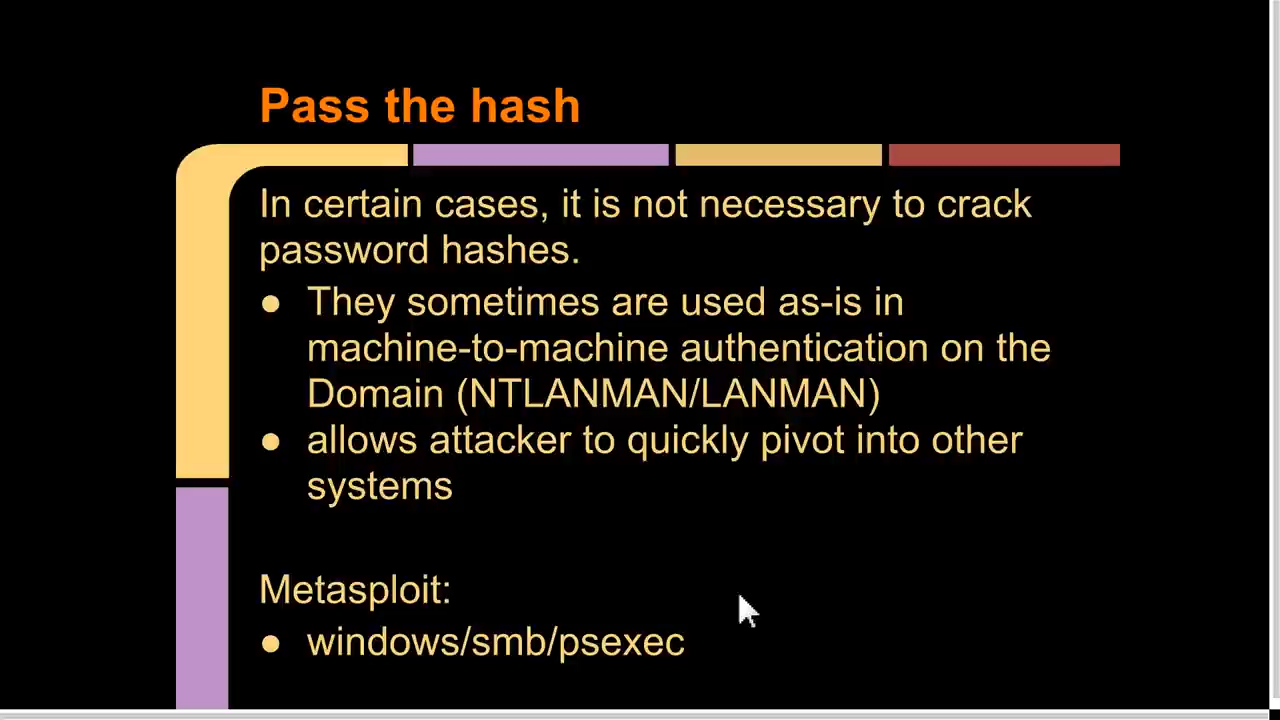 Pass the hash
In certain cases, it is not necessary to crack
password hashes.
● They sometimes are used as-is in
machine-to-machine authentication on the
Domain (NTLANMAN/LANMAN)
● allows attacker to quickly pivot into other
systems
Metasploit:
● windows/smb/psexec